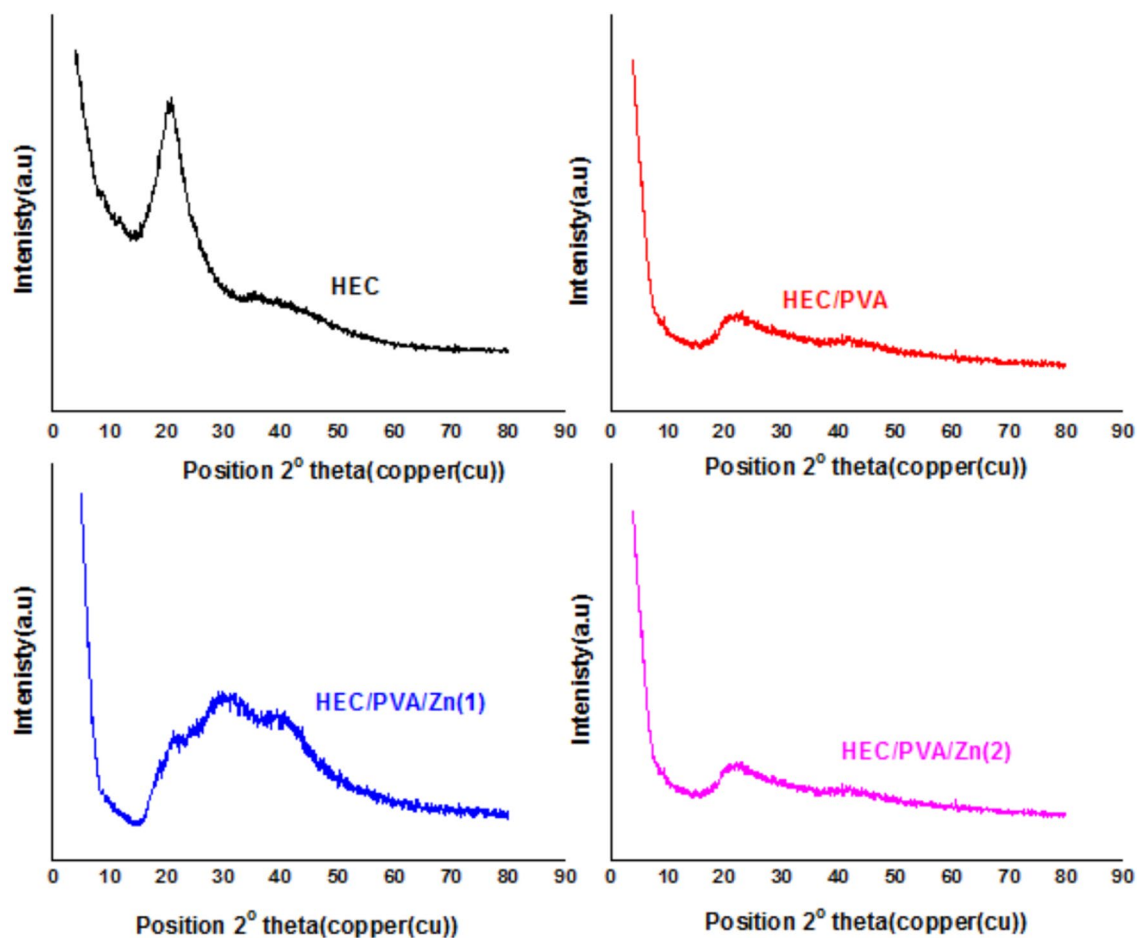 Intenisty(a.u)
HEC
0 10 20 30 40 50 60 70 80 90
Position 2° theta(copper(cu))
Intenisty(a.u)
HEC/PVA
0 10 20 30 40 50 60 70 80 90
Position 2° theta(copper(cu))
Intenisty(a.u)
HEC/PVA/Zn(1)
0 10 20 30 40 50 60 70 80 90
Position 2° theta(copper(cu))
Intenisty(a.u)
HEC/PVA/Zn(2)
0 10 20 30 40 50 60 70 80 90
Position 2° theta(copper(cu))